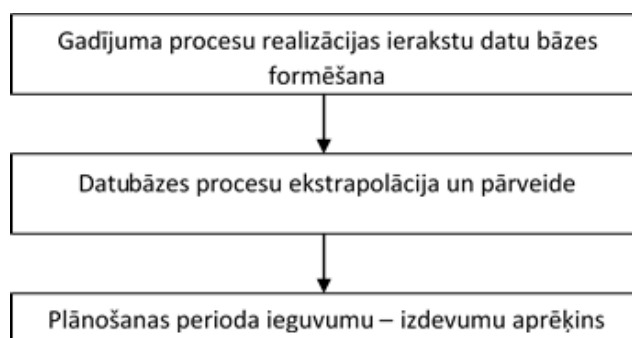 Gadījuma procesu realizācijas ierakstu datu bāzes
formēšana
Datubāzes procesu ekstrapolācija un pārveide
Plānošanas perioda ieguvumu – izdevumu aprēķins